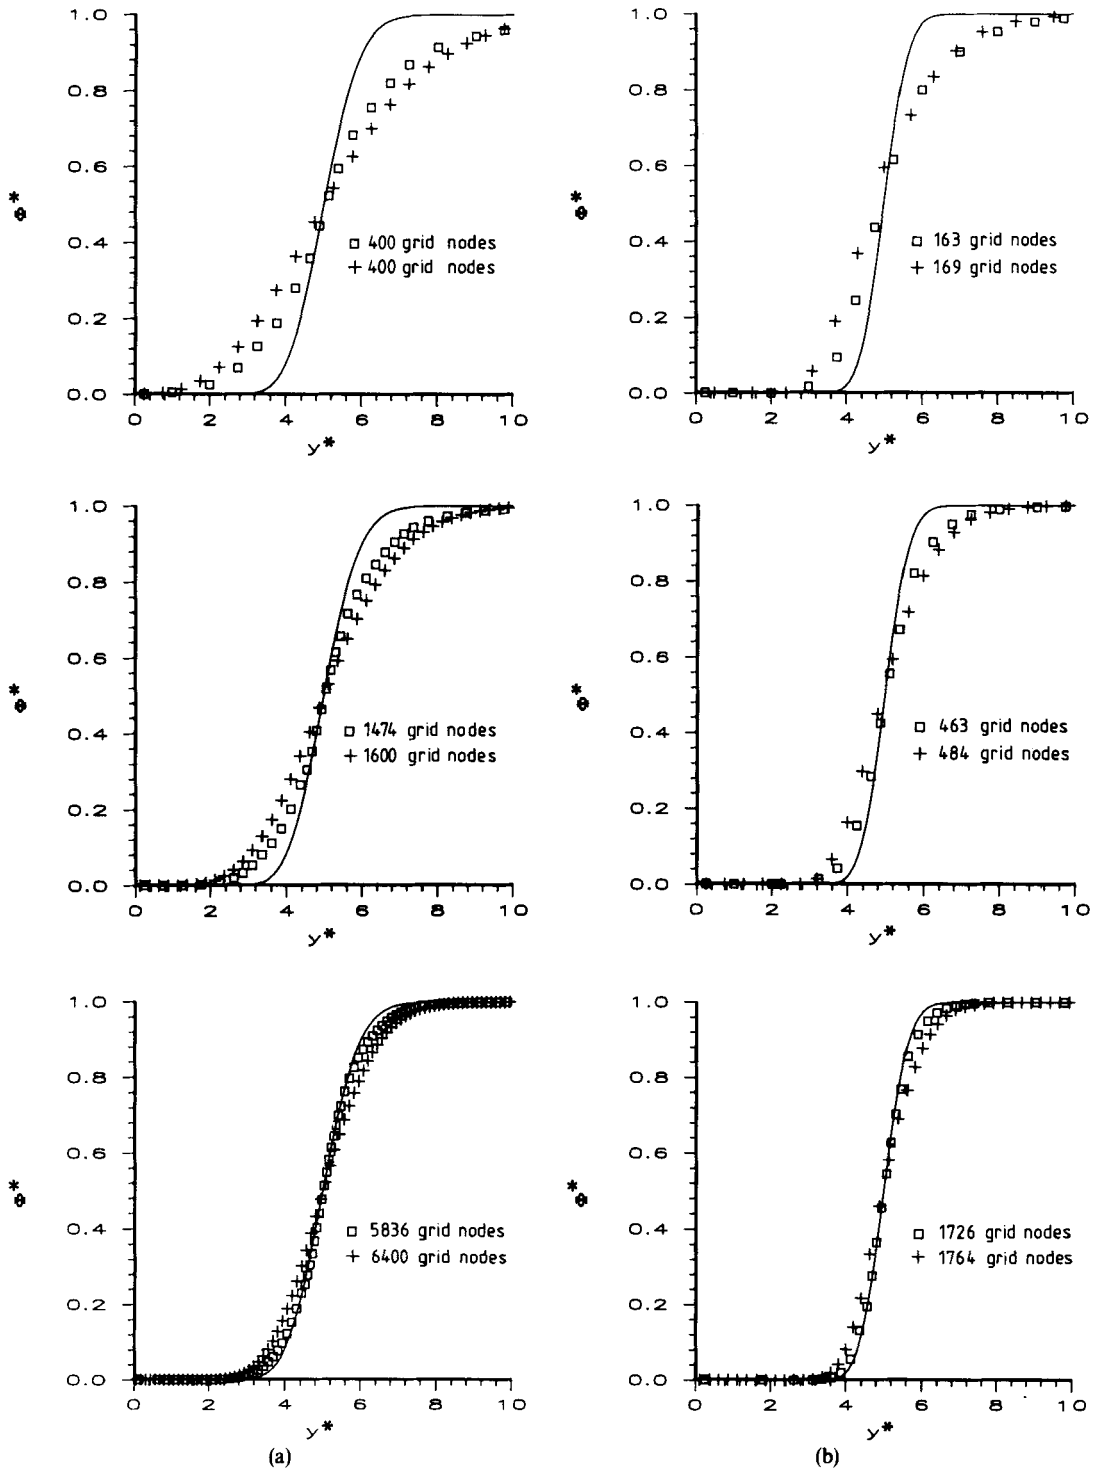 1.0
0.8
0.6
0.4
0.2
0.0
Φ*
□ 400 grid nodes
+ 400 grid nodes
0 2 4 6 8 10
y*
1.0
0.8
0.6
0.4
0.2
0.0
Φ*
□ 163 grid nodes
+ 169 grid nodes
0 2 4 6 8 10
y*
1.0
0.8
0.6
0.4
0.2
0.0
Φ*
□ 1474 grid nodes
+ 1600 grid nodes
0 2 4 6 8 10
y*
1.0
0.8
0.6
0.4
0.2
0.0
Φ*
□ 463 grid nodes
+ 484 grid nodes
0 2 4 6 8 10
y*
1.0
0.8
0.6
0.4
0.2
0.0
Φ*
□ 5836 grid nodes
+ 6400 grid nodes
0 2 4 6 8 10
y*
(a)
1.0
0.8
0.6
0.4
0.2
0.0
Φ*
□ 1726 grid nodes
+ 1764 grid nodes
0 2 4 6 8 10
y*
(b)